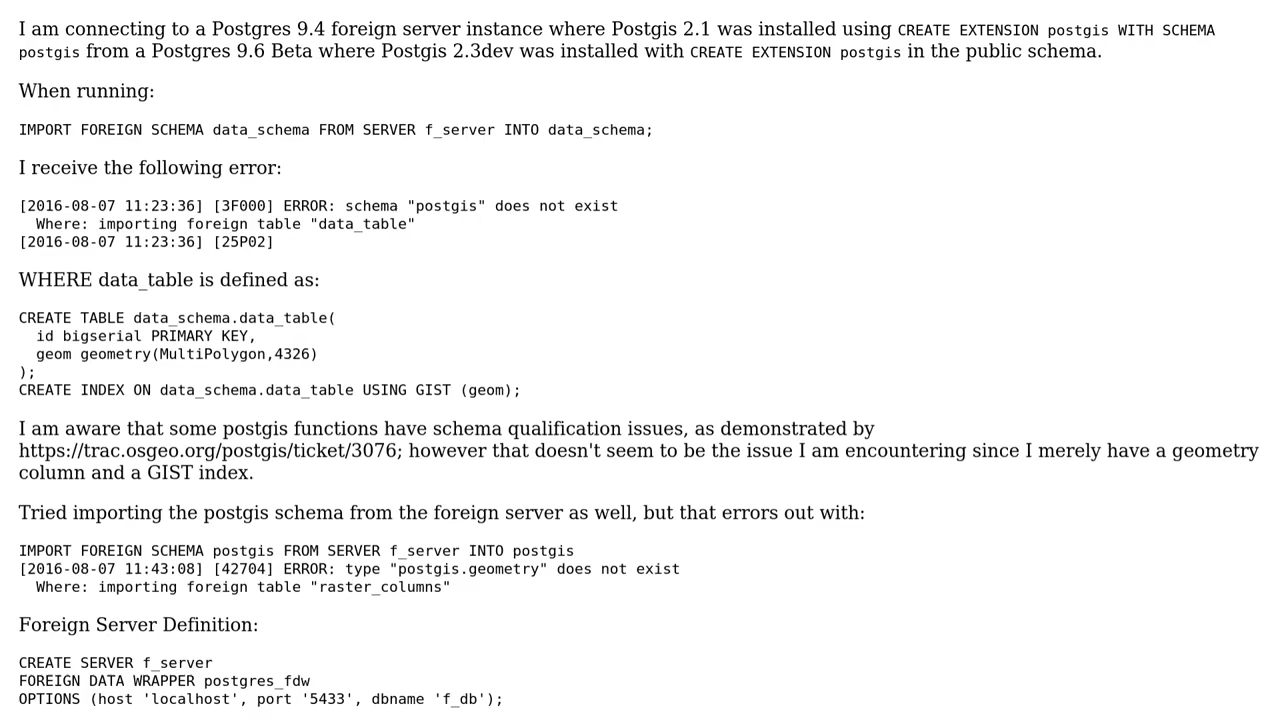 I am connecting to a Postgres 9.4 foreign server instance where Postgis 2.1 was installed using CREATE EXTENSION postgis WITH SCHEMA
postgis from a Postgres 9.6 Beta where Postgis 2.3dev was installed with CREATE EXTENSION postgis in the public schema.
When running:
IMPORT FOREIGN SCHEMA data_schema FROM SERVER f_server INTO data_schema;
I receive the following error:
[2016-08-07 11:23:36] [3F000] ERROR: schema "postgis" does not exist
  Where: importing foreign table "data_table"
[2016-08-07 11:23:36] [25P02]
WHERE data_table is defined as:
CREATE TABLE data_schema.data_table(
  id bigserial PRIMARY KEY,
  geom geometry(MultiPolygon,4326)
);
CREATE INDEX ON data_schema.data_table USING GIST (geom);
I am aware that some postgis functions have schema qualification issues, as demonstrated by
https://trac.osgeo.org/postgis/ticket/3076; however that doesn't seem to be the issue I am encountering since I merely have a geometry
column and a GIST index.
Tried importing the postgis schema from the foreign server as well, but that errors out with:
IMPORT FOREIGN SCHEMA postgis FROM SERVER f_server INTO postgis
[2016-08-07 11:43:08] [42704] ERROR: type "postgis.geometry" does not exist
  Where: importing foreign table "raster_columns"
Foreign Server Definition:
CREATE SERVER f_server
FOREIGN DATA WRAPPER postgres_fdw
OPTIONS (host 'localhost', port '5433', dbname 'f_db');